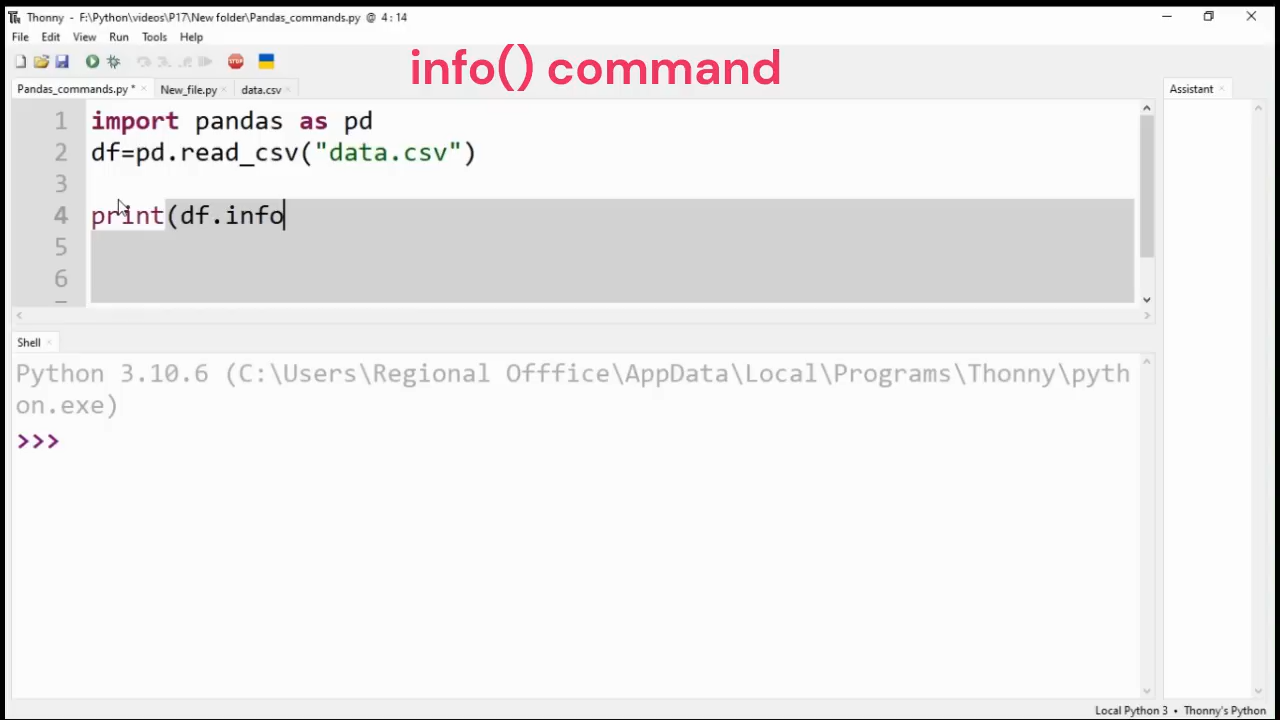 Thonny - F:\Python\videos\P17\New folder\Pandas_commands.py @ 4:14
File Edit View Run Tools Help
info() command
Pandas_commands.py * × New_file.py × data.csv × Assistant ×
1 import pandas as pd
2 df=pd.read_csv("data.csv")
3
4 print(df.info
5
6
Shell ×
Python 3.10.6 (C:\Users\Regional Offfice\AppData\Local\Programs\Thonny\pyth
on.exe)
>>>
Local Python 3 • Thonny's Python